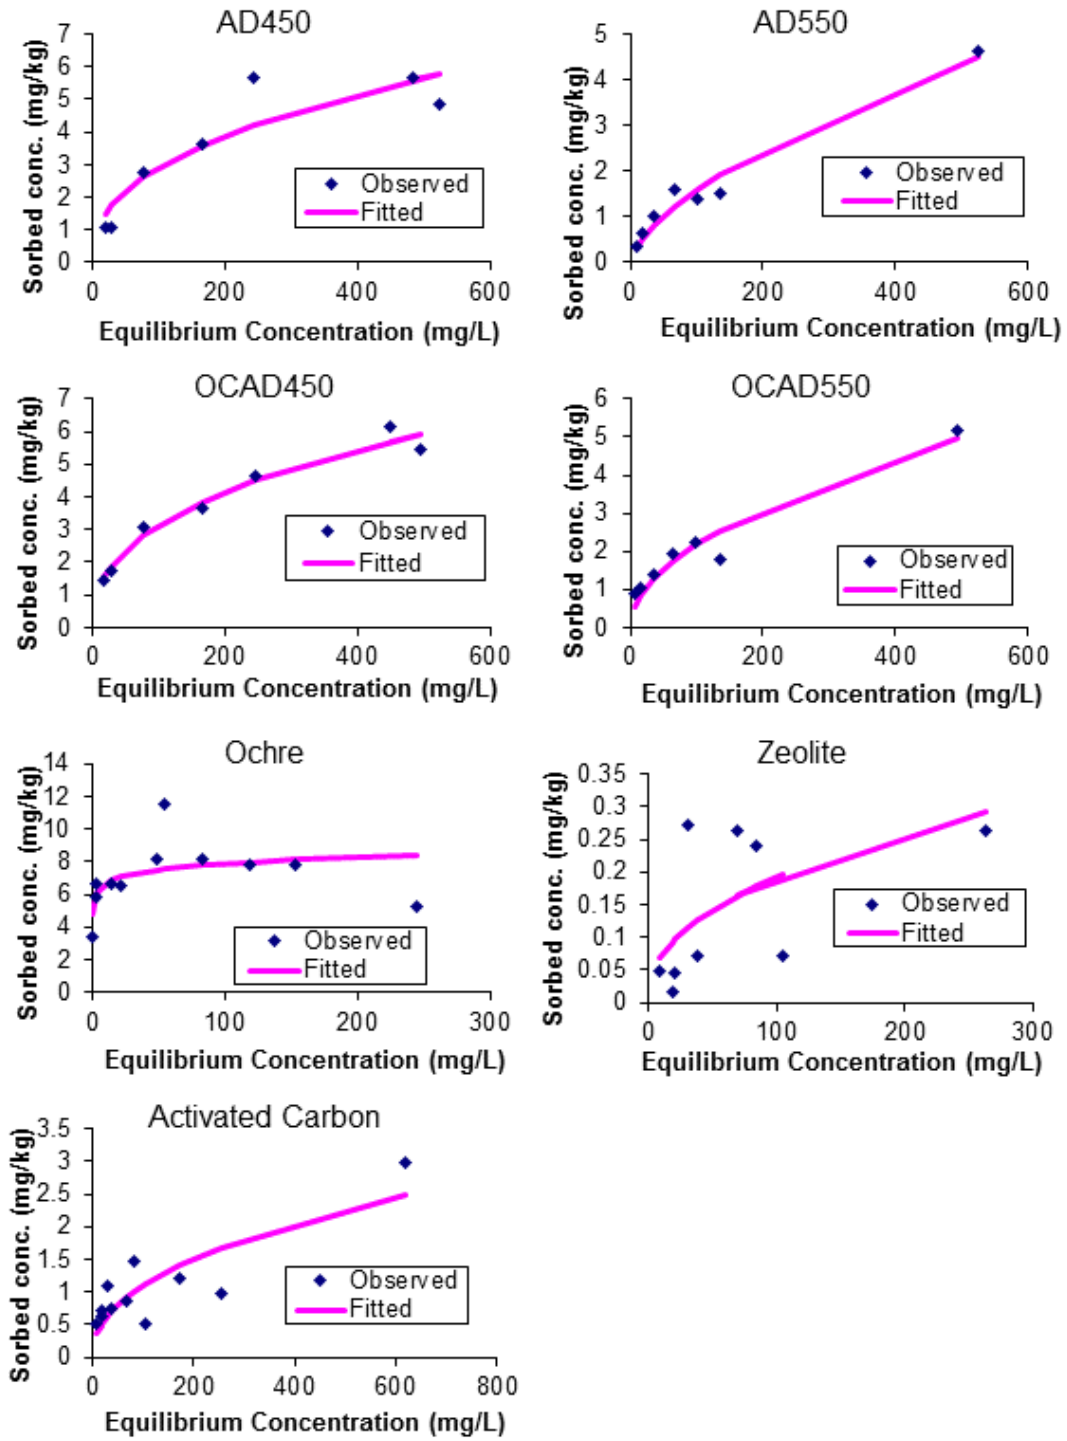 AD450
7
6
5
4
3
2
1
0
Sorbed conc. (mg/kg)
Observed
Fitted
0 200 400 600
Equilibrium Concentration (mg/L)
AD550
5
4
3
2
1
0
Sorbed conc. (mg/kg)
Observed
Fitted
0 200 400 600
Equilibrium Concentration (mg/L)
OCAD450
7
6
5
4
3
2
1
0
Sorbed conc. (mg/kg)
Observed
Fitted
0 200 400 600
Equilibrium Concentration (mg/L)
OCAD550
6
5
4
3
2
1
0
Sorbed conc. (mg/kg)
Observed
Fitted
0 200 400 600
Equilibrium Concentration (mg/L)
Ochre
14
12
10
8
6
4
2
0
Sorbed conc. (mg/kg)
Observed
Fitted
0 100 200 300
Equilibrium Concentration (mg/L)
Zeolite
0.35
0.3
0.25
0.2
0.15
0.1
0.05
0
Sorbed conc. (mg/kg)
Observed
Fitted
0 100 200 300
Equilibrium Concentration (mg/L)
Activated Carbon
3.5
3
2.5
2
1.5
1
0.5
0
Sorbed conc. (mg/kg)
Observed
Fitted
0 200 400 600 800
Equilibrium Concentration (mg/L)